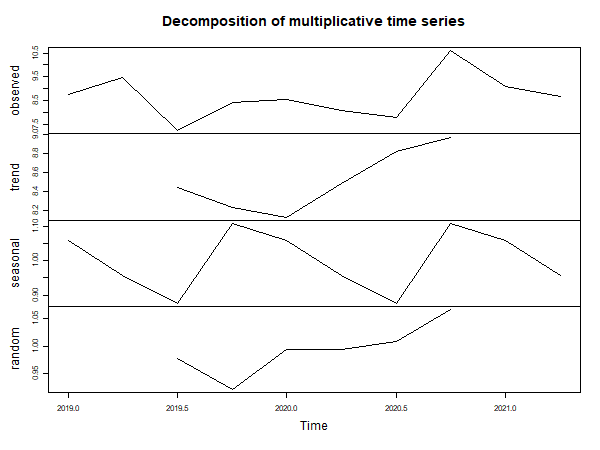 Decomposition of multiplicative time series
observed
7.5 8.5 9.5 10.5
trend
8.2 8.4 8.6 8.8 9.0
seasonal
0.90 1.00 1.10
random
0.95 1.00 1.05
2019.0 2019.5 2020.0 2020.5 2021.0
Time